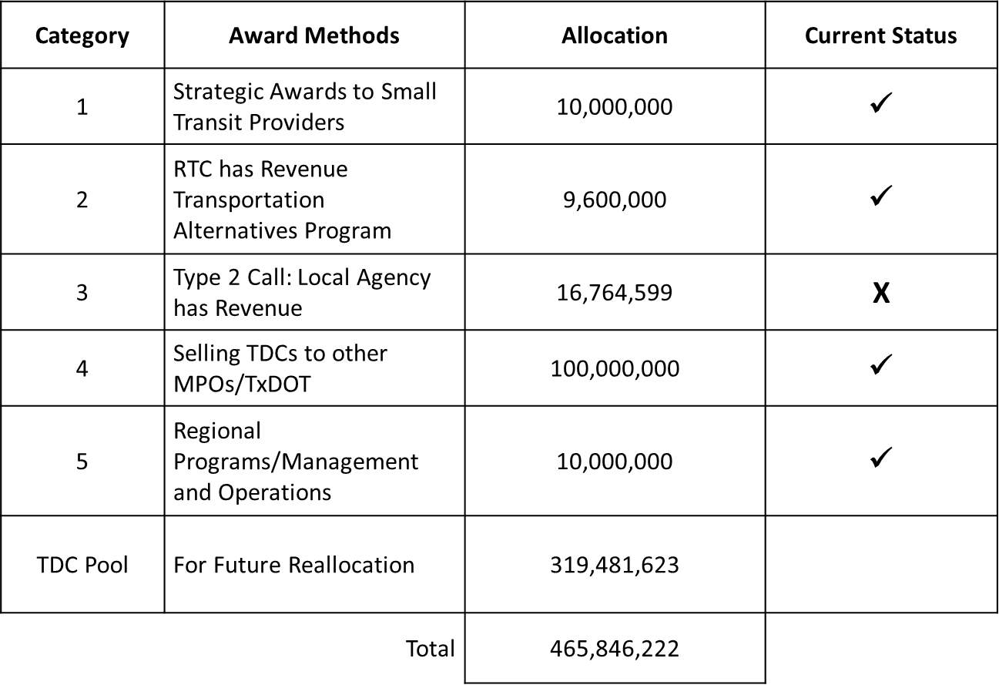 Category Award Methods Allocation Current Status
1 Strategic Awards to Small
Transit Providers 10,000,000 ✓
2 RTC has Revenue
Transportation
Alternatives Program 9,600,000 ✓
3 Type 2 Call: Local Agency
has Revenue 16,764,599 X
4 Selling TDCs to other
MPOs/TxDOT 100,000,000 ✓
5 Regional
Programs/Management
and Operations 10,000,000 ✓
TDC Pool For Future Reallocation 319,481,623
Total 465,846,222